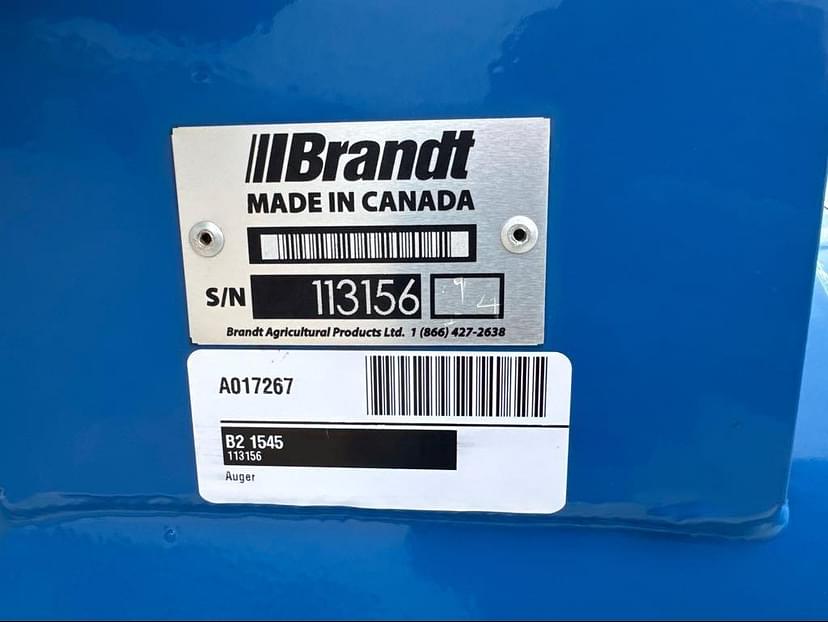 Brandt
MADE IN CANADA
S/N 113156
Brandt Agricultural Products Ltd. 1 (866) 427-2638
A017267
B2 1545
113156
Auger